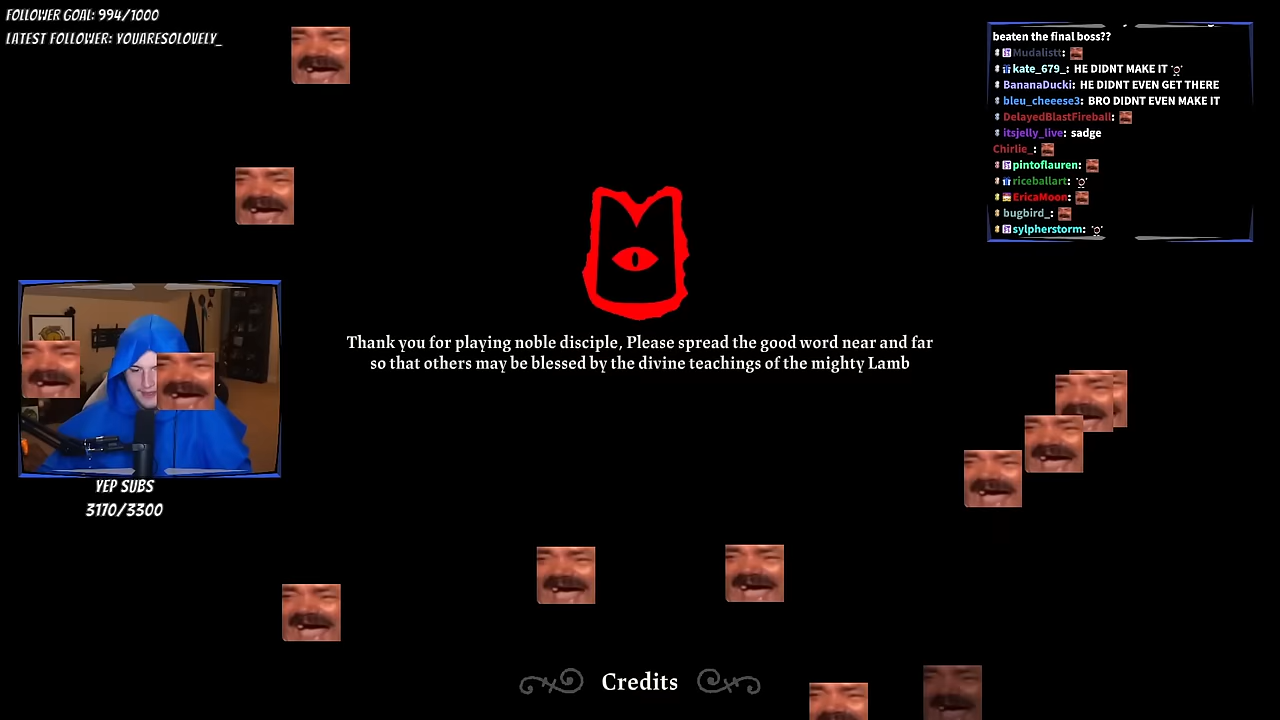 FOLLOWER GOAL: 994/1000
LATEST FOLLOWER: YOUARESOLOVELY_
beaten the final boss??
Mudalistt:
kate_679_: HE DIDNT MAKE IT
BananaDucki: HE DIDNT EVEN GET THERE
bleu_cheeese3: BRO DIDNT EVEN MAKE IT
DelayedBlastFireball:
itsjelly_live: sadge
Chirlie_:
pintoflauren:
riceballart:
EricaMoon:
bugbird_:
sylpherstorm:
Thank you for playing noble disciple, Please spread the good word near and far
so that others may be blessed by the divine teachings of the mighty Lamb
YEP SUBS
3170/3300
Credits